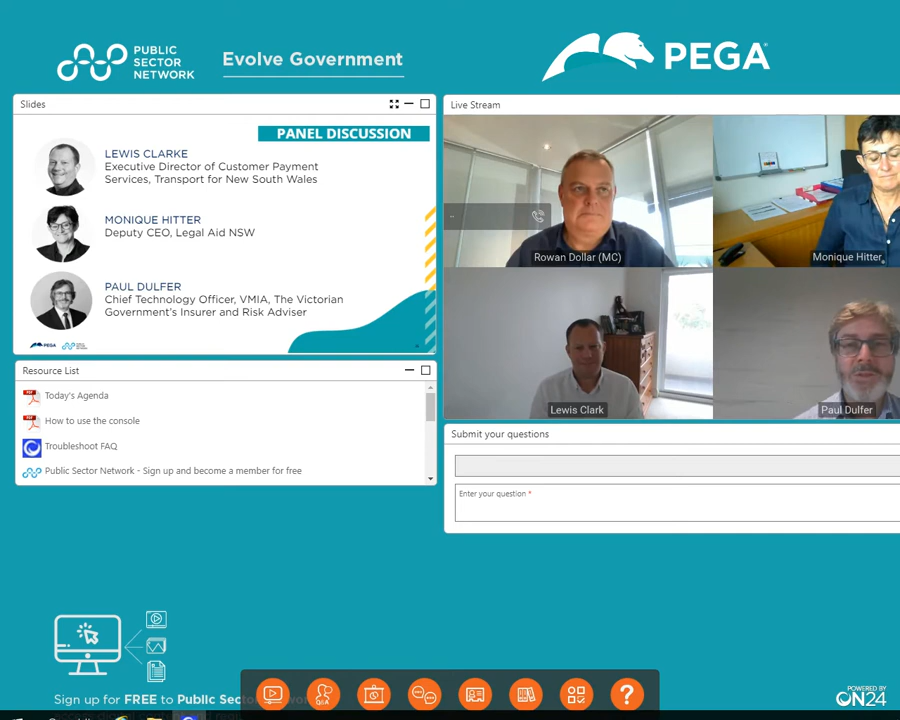 PUBLIC
SECTOR
NETWORK
Evolve Government
PEGA
Slides
PANEL DISCUSSION
LEWIS CLARKE
Executive Director of Customer Payment
Services, Transport for New South Wales
MONIQUE HITTER
Deputy CEO, Legal Aid NSW
PAUL DULFER
Chief Technology Officer, VMIA, The Victorian
Government's Insurer and Risk Adviser
PEGA
Live Stream
Rowan Dollar (MC)
Monique Hitter
Lewis Clark
Paul Dulfer
Resource List
Today's Agenda
How to use the console
Troubleshoot FAQ
Public Sector Network - Sign up and become a member for free
Submit your questions
Enter your question *
Sign up for FREE to Public Sect
Q&A
?
POWERED BY
ON24